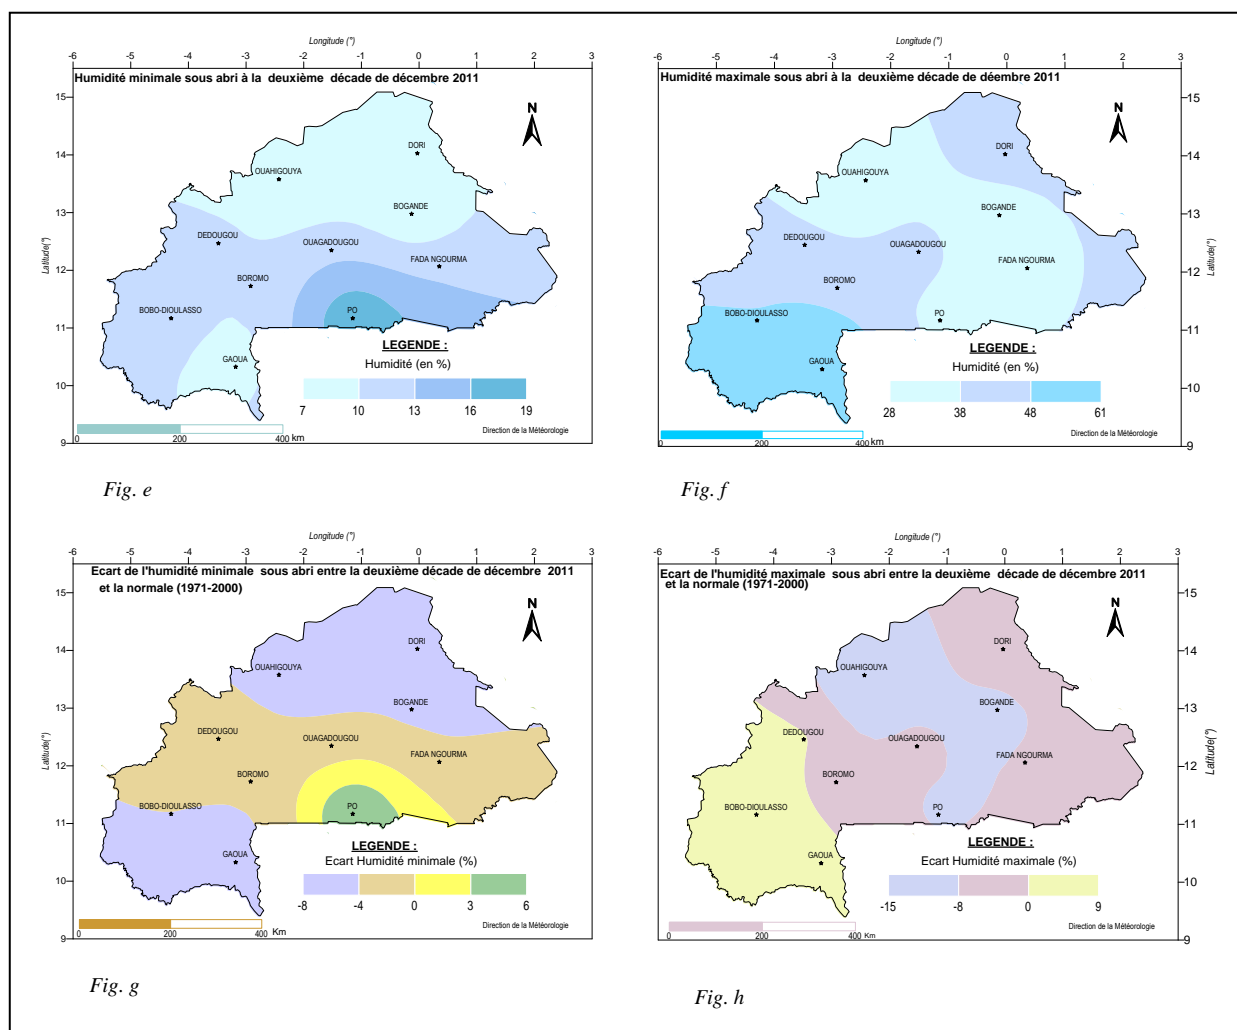 Longitude (°)
-6 -5 -4 -3 -2 -1 0 1 2 3
Humidité minimale sous abri à la deuxième décade de décembre 2011
15
14
13
12
11
10
9
Latitude(°)
N
DORI
OUAHIGOUYA
BOGANDE
DEDOUGOU
OUAGADOUGOU
FADA NGOURMA
BOROMO
BOBO-DIOULASSO
PO
GAOUA
LEGENDE :
Humidité (en %)
7 10 13 16 19
0 200 400 km
Direction de la Météorologie
Fig. e
Longitude (°)
-6 -5 -4 -3 -2 -1 0 1 2 3
Humidité maximale sous abri à la deuxième décade de déembre 2011
15
14
13
12
11
10
9
Latitude(°)
N
DORI
OUAHIGOUYA
BOGANDE
DEDOUGOU
OUAGADOUGOU
FADA NGOURMA
BOROMO
BOBO-DIOULASSO
PO
GAOUA
LEGENDE :
Humidité (en %)
28 38 48 61
0 200 400 km
Direction de la Météorologie
Fig. f
Longitude (°)
-6 -5 -4 -3 -2 -1 0 1 2 3
Ecart de l'humidité minimale sous abri entre la deuxième décade de décembre 2011
et la normale (1971-2000)
15
14
13
12
11
10
9
Latitude(°)
N
DORI
OUAHIGOUYA
BOGANDE
DEDOUGOU
OUAGADOUGOU
FADA NGOURMA
BOROMO
BOBO-DIOULASSO
PO
GAOUA
LEGENDE :
Ecart Humidité minimale (%)
-8 -4 0 3 6
0 200 400 Km
Direction de la Météorologie
Fig. g
Longitude (°)
-6 -5 -4 -3 -2 -1 0 1 2 3
Ecart de l'humidité maximale sous abri entre la deuxième décade de décembre 2011
et la normale (1971-2000)
15
14
13
12
11
10
9
Latitude(°)
N
DORI
OUAHIGOUYA
BOGANDE
DEDOUGOU
OUAGADOUGOU
FADA NGOURMA
BOROMO
BOBO-DIOULASSO
PO
GAOUA
LEGENDE :
Ecart Humidité maximale (%)
-15 -8 0 9
0 200 400 Km
Direction de la Météorologie
Fig. h